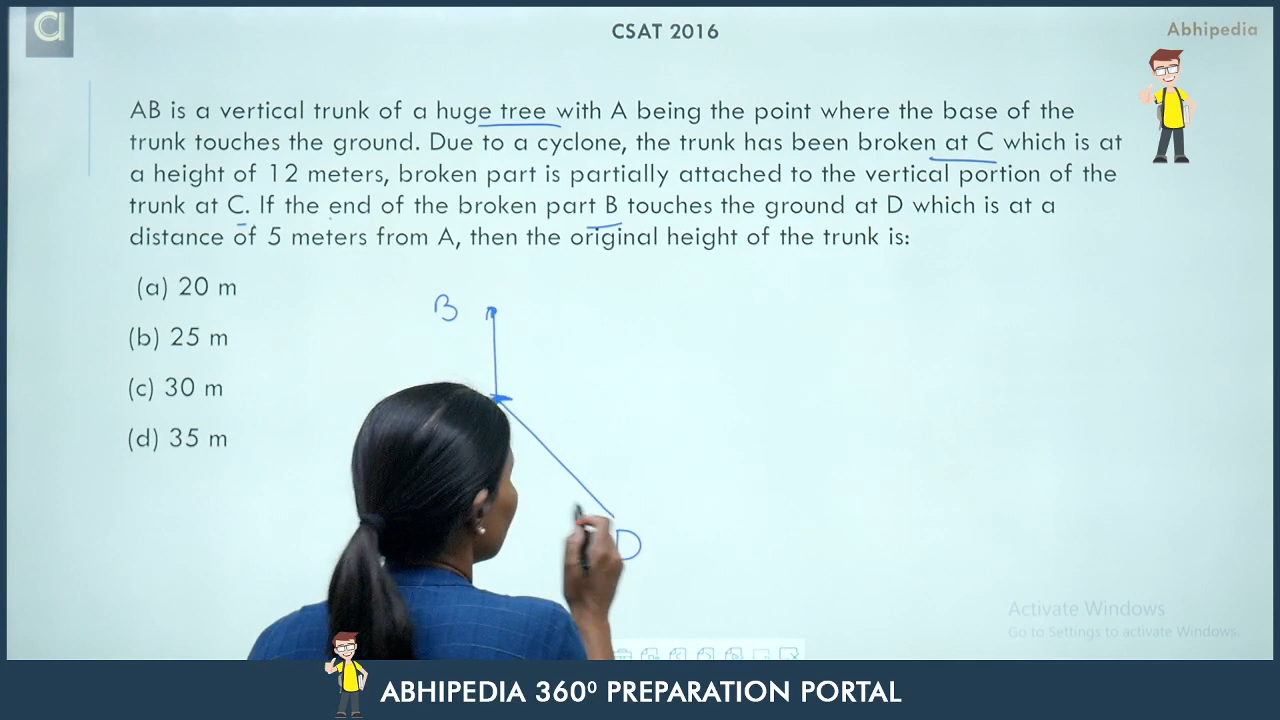 CSAT 2016
Abhipedia
AB is a vertical trunk of a huge tree with A being the point where the base of the
trunk touches the ground. Due to a cyclone, the trunk has been broken at C which is at
a height of 12 meters, broken part is partially attached to the vertical portion of the
trunk at C. If the end of the broken part B touches the ground at D which is at a
distance of 5 meters from A, then the original height of the trunk is:
(a) 20 m
(b) 25 m
(c) 30 m
(d) 35 m
B
D
Activate Windows
Go to Settings to activate Windows.
ABHIPEDIA 360⁰ PREPARATION PORTAL